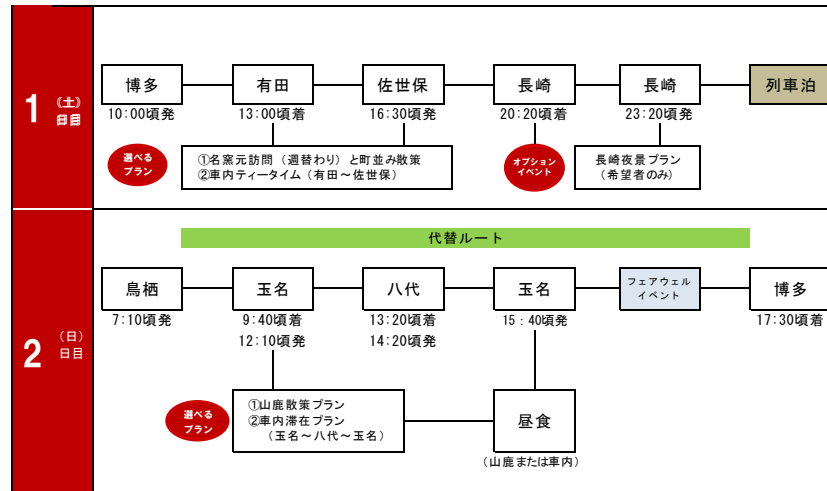 1
(土)
日目
博多
有田
佐世保
長崎
長崎
列車泊
10:00頃発
13:00頃着
16:30頃発
20:20頃着
23:20頃発
選べる
プラン
①名窯元訪問（週替わり）と町並み散策
②車内ティータイム（有田～佐世保）
オプション
イベント
長崎夜景プラン
（希望者のみ）
代替ルート
2
（日）
日目
鳥栖
玉名
八代
玉名
フェアウェル
イベント
博多
7:10頃発
9:40頃着
13:20頃着
15：40頃発
17:30頃着
12:10頃発
14:20頃発
選べる
プラン
①山鹿散策プラン
②車内滞在プラン
（玉名～八代～玉名）
昼食
（山鹿または車内）